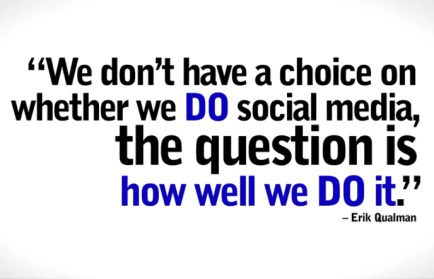 “We don’t have a choice on
whether we DO social media,
the question is
how well we DO it.”
– Erik Qualman